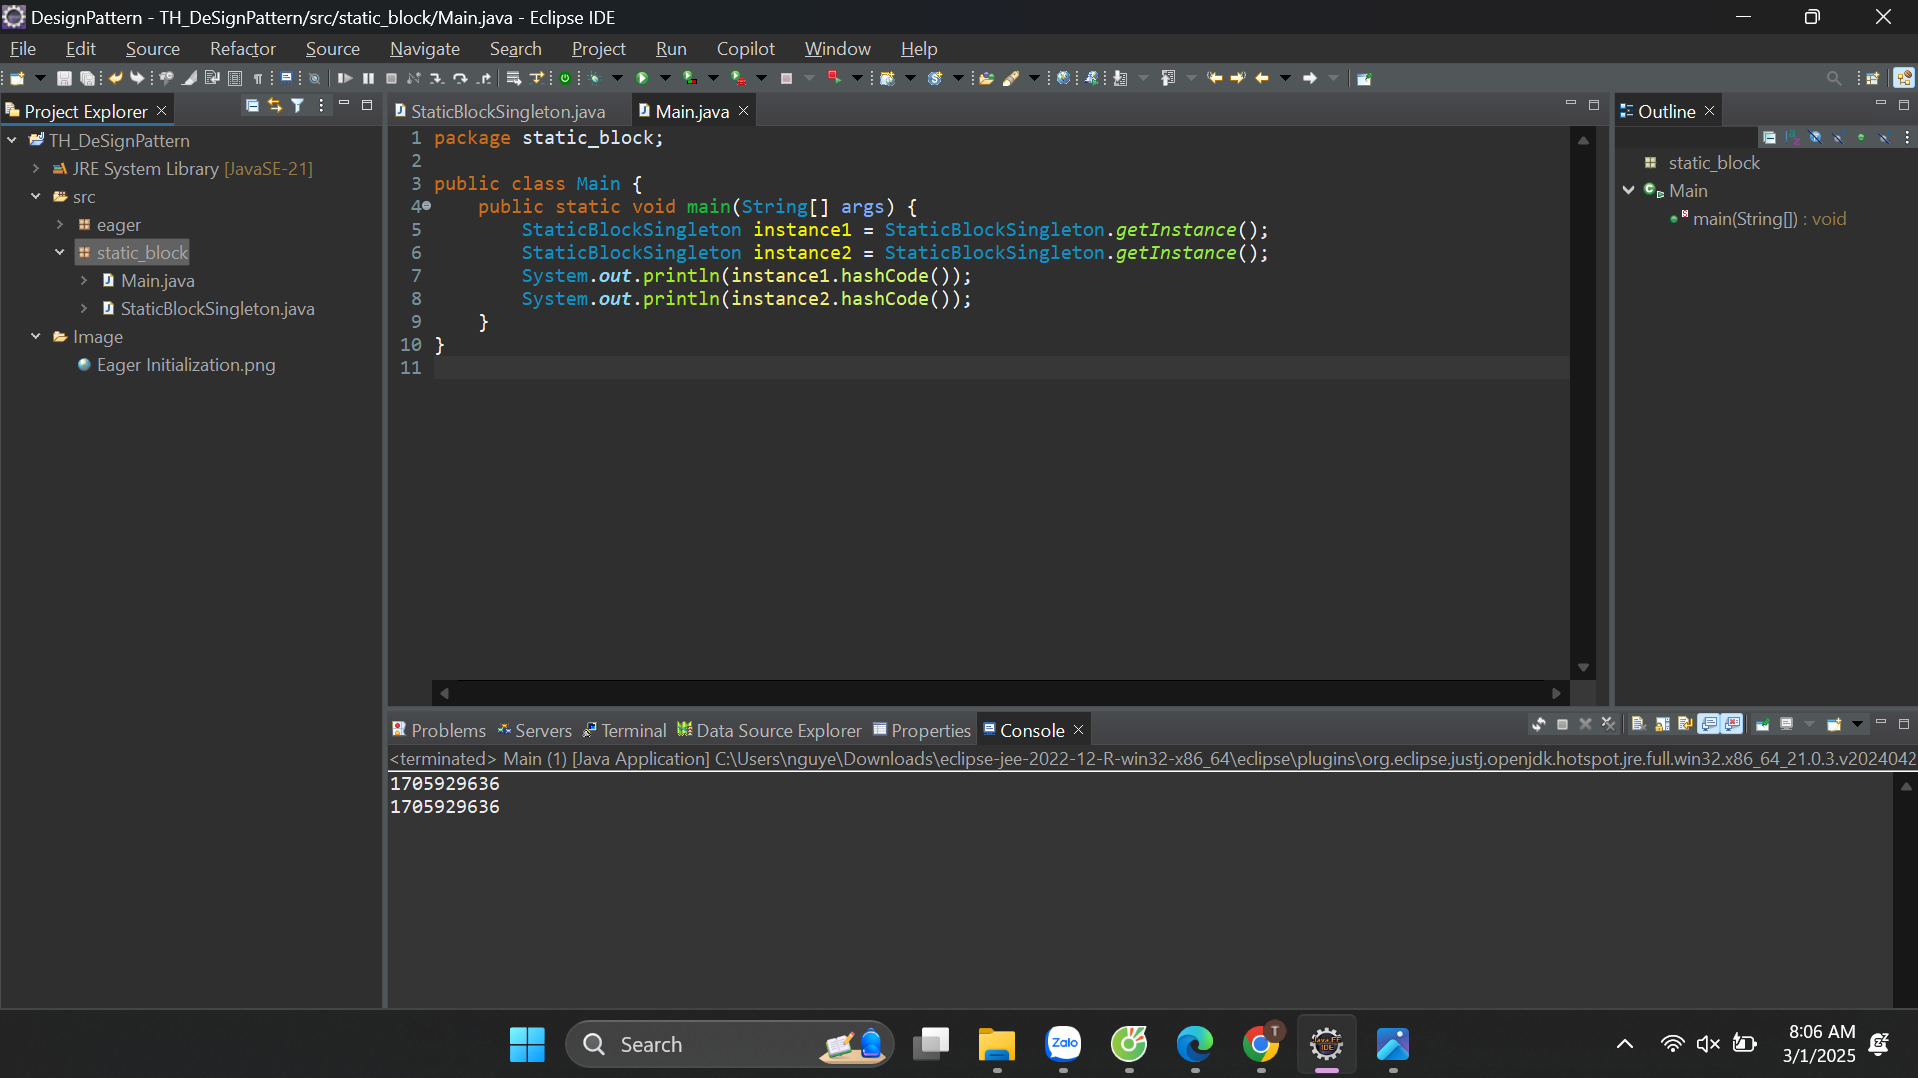 DesignPattern - TH_DeSignPattern/src/static_block/Main.java - Eclipse IDE
File Edit Source Refactor Source Navigate Search Project Run Copilot Window Help
Project Explorer
TH_DeSignPattern
JRE System Library [JavaSE-21]
src
eager
static_block
Main.java
StaticBlockSingleton.java
Image
Eager Initialization.png
StaticBlockSingleton.java Main.java
1 package static_block;
2
3 public class Main {
4 public static void main(String[] args) {
5 StaticBlockSingleton instance1 = StaticBlockSingleton.getInstance();
6 StaticBlockSingleton instance2 = StaticBlockSingleton.getInstance();
7 System.out.println(instance1.hashCode());
8 System.out.println(instance2.hashCode());
9 }
10 }
11
Outline
static_block
Main
main(String[]) : void
Problems Servers Terminal Data Source Explorer Properties Console
<terminated> Main (1) [Java Application] C:\Users\nguye\Downloads\eclipse-jee-2022-12-R-win32-x86_64\eclipse\plugins\org.eclipse.justj.openjdk.hotspot.jre.full.win32.x86_64_21.0.3.v2024042
1705929636
1705929636
Search
Zalo
T
Java EE
IDE
8:06 AM
3/1/2025